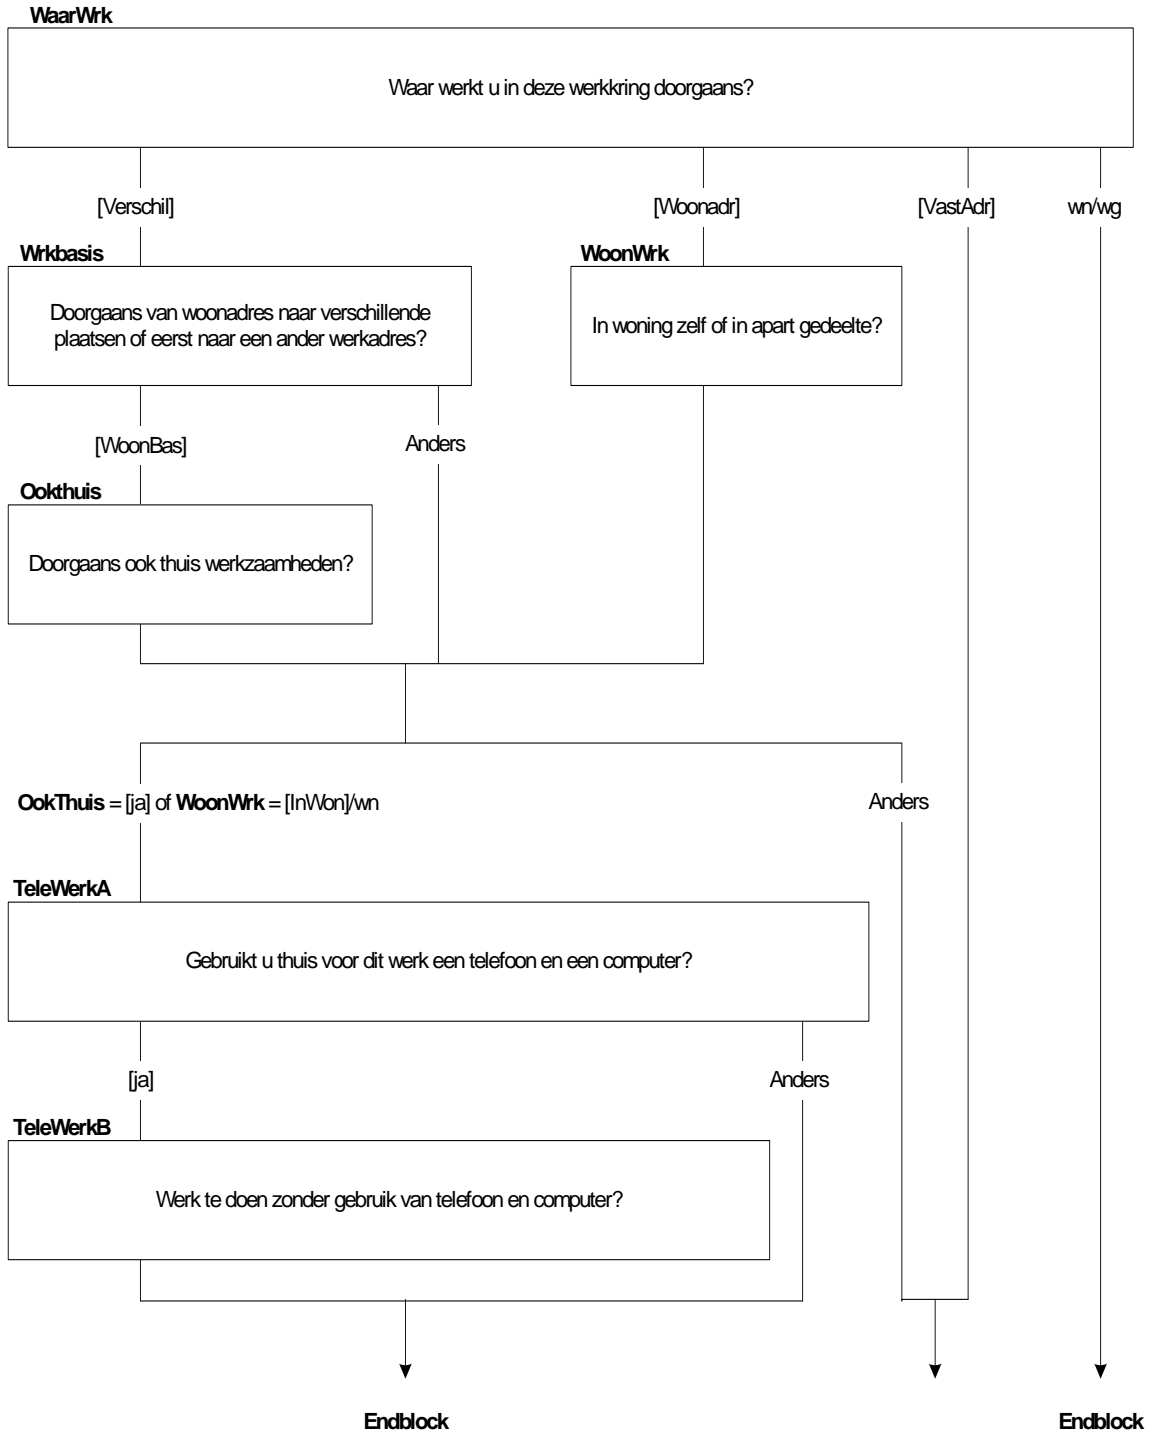 WaarWrk
Waar werkt u in deze werkkring doorgaans?
[Verschil]
[Woonadr]
[VastAdr]
wn/wg
Wrkbasis
WoonWrk
Doorgaans van woonadres naar verschillende
plaatsen of eerst naar een ander werkadres?
In woning zelf of in apart gedeelte?
[WoonBas]
Anders
Ookthuis
Doorgaans ook thuis werkzaamheden?
OokThuis = [ja] of WoonWrk = [InWon]/wn
Anders
TeleWerkA
Gebruikt u thuis voor dit werk een telefoon en een computer?
[ja]
Anders
TeleWerkB
Werk te doen zonder gebruik van telefoon en computer?
Endblock
Endblock